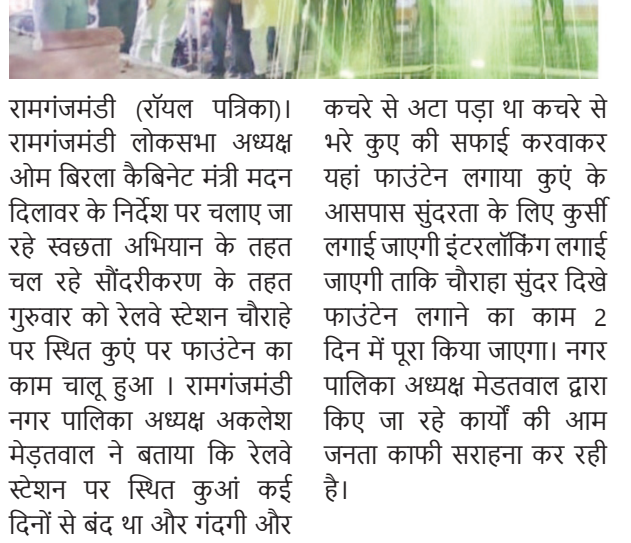 रामगंजमंडी (रॉयल पत्रिका)।
रामगंजमंडी लोकसभा अध्यक्ष
ओम बिरला कैबिनेट मंत्री मदन
दिलावर के निर्देश पर चलाए जा
रहे स्वछता अभियान के तहत
चल रहे सौंदरीकरण के तहत
गुरुवार को रेलवे स्टेशन चौराहे
पर स्थित कुएं पर फाउंटेन का
काम चालू हुआ । रामगंजमंडी
नगर पालिका अध्यक्ष अकलेश
मेड़तवाल ने बताया कि रेलवे
स्टेशन पर स्थित कुआं कई
दिनों से बंद था और गंदगी और
कचरे से अटा पड़ा था कचरे से
भरे कुए की सफाई करवाकर
यहां फाउंटेन लगाया कुएं के
आसपास सुंदरता के लिए कुर्सी
लगाई जाएगी इंटरलॉकिंग लगाई
जाएगी ताकि चौराहा सुंदर दिखे
फाउंटेन लगाने का काम 2
दिन में पूरा किया जाएगा। नगर
पालिका अध्यक्ष मेडतवाल द्वारा
किए जा रहे कार्यों की आम
जनता काफी सराहना कर रही
है।